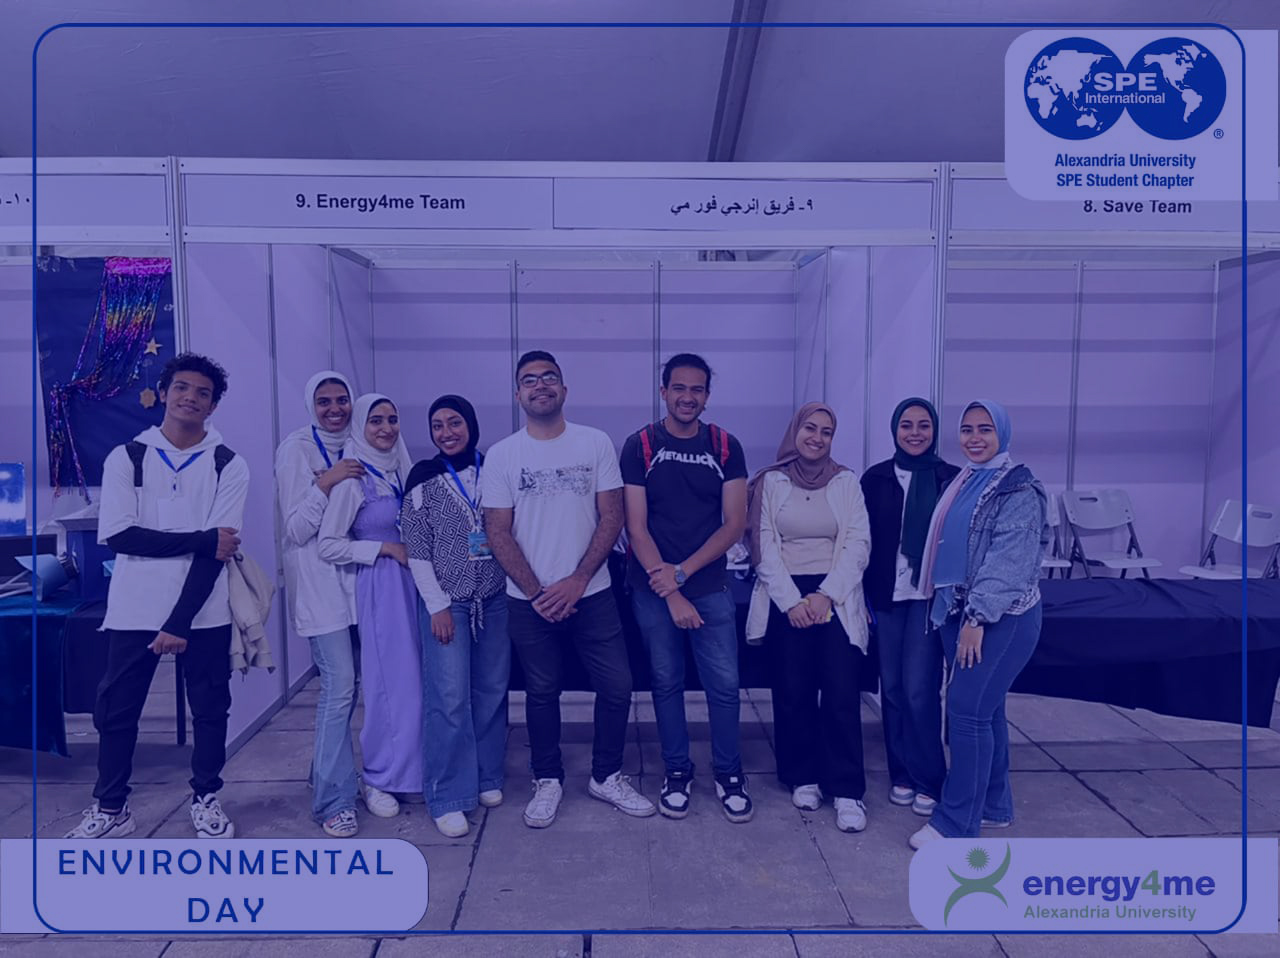 SPE
International
®
Alexandria University
SPE Student Chapter
9. Energy4me Team
٩- فريق إنرجي فور مي
8. Save Team
METALLICA
ENVIRONMENTAL
DAY
energy4me
Alexandria University